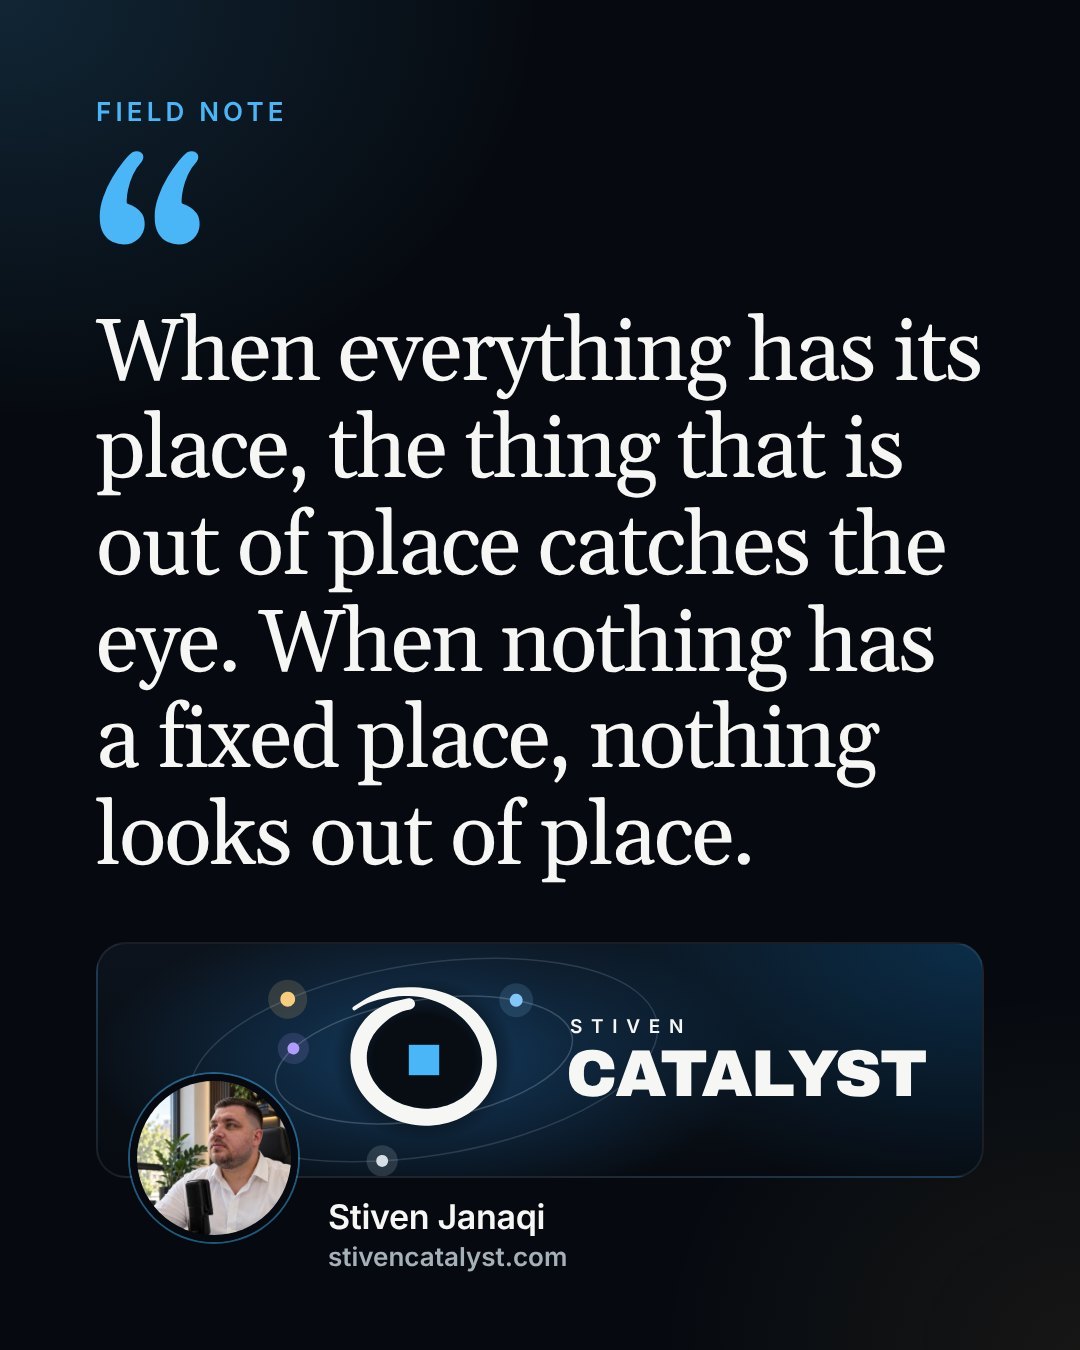 FIELD NOTE
“
When everything has its
place, the thing that is
out of place catches the
eye. When nothing has
a fixed place, nothing
looks out of place.
STIVEN
CATALYST
Stiven Janaqi
stivencatalyst.com